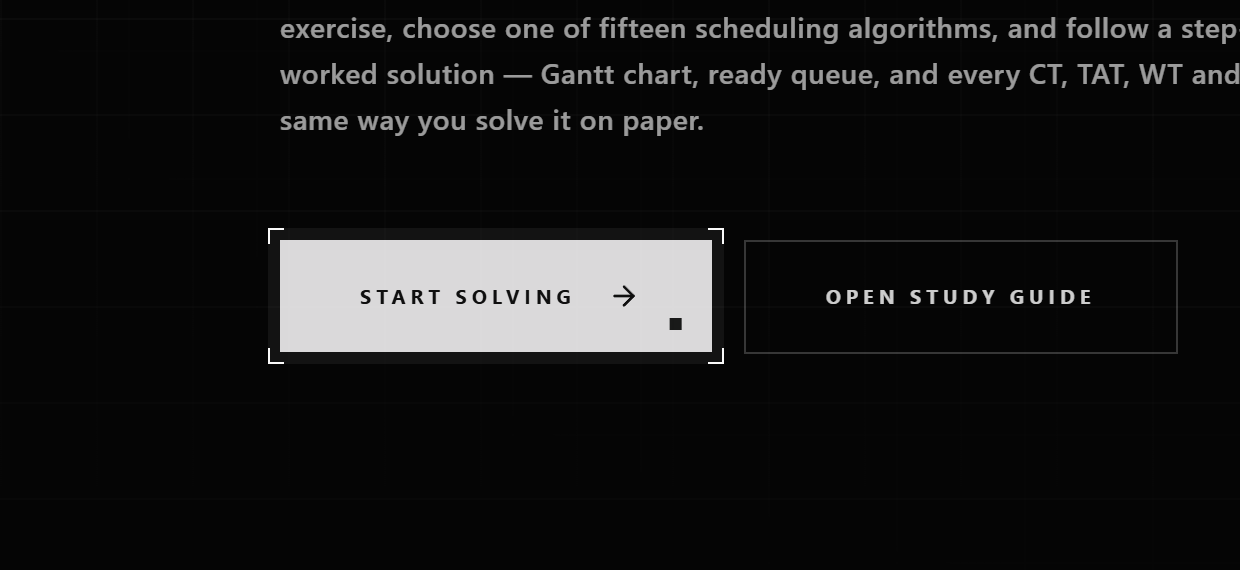 exercise, choose one of fifteen scheduling algorithms, and follow a step-
worked solution — Gantt chart, ready queue, and every CT, TAT, WT and
same way you solve it on paper.
START SOLVING →
OPEN STUDY GUIDE